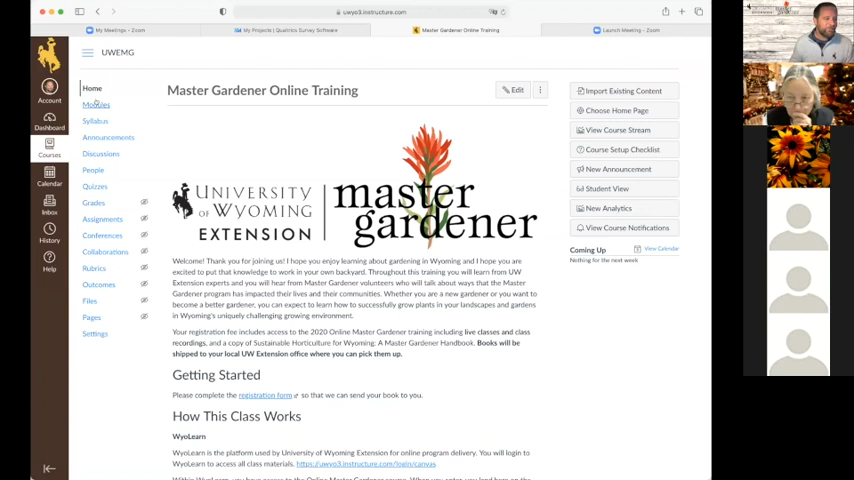 uwyo3.instructure.com
My Meetings - Zoom
My Projects | Qualtrics Survey Software
Master Gardener Online Training
Launch Meeting - Zoom
UWEMG
Account
Dashboard
Courses
Calendar
Inbox
History
Help
Home
Modules
Syllabus
Announcements
Discussions
People
Quizzes
Grades
Assignments
Conferences
Collaborations
Rubrics
Outcomes
Files
Pages
Settings
Master Gardener Online Training
Edit
UNIVERSITY
OF WYOMING
EXTENSION
master
gardener
Welcome! Thank you for joining us! I hope you enjoy learning about gardening in Wyoming and I hope you are
excited to put that knowledge to work in your own backyard. Throughout this training you will learn from UW
Extension experts and you will hear from Master Gardener volunteers who will talk about ways that the Master
Gardener program has impacted their lives and their communities. Whether you are a new gardener or you want to
become a better gardener, you can expect to learn how to successfully grow plants in your landscapes and gardens
in Wyoming's uniquely challenging growing environment.
Your registration fee includes access to the 2020 Online Master Gardener training including live classes and class
recordings, and a copy of Sustainable Horticulture for Wyoming: A Master Gardener Handbook. Books will be
shipped to your local UW Extension office where you can pick them up.
Getting Started
Please complete the registration form so that we can send your book to you.
How This Class Works
WyoLearn
WyoLearn is the platform used by University of Wyoming Extension for online program delivery. You will login to
WyoLearn to access all class materials. https://uwyo3.instructure.com/login/canvas
Import Existing Content
Choose Home Page
View Course Stream
Course Setup Checklist
New Announcement
Student View
New Analytics
View Course Notifications
Coming Up
View Calendar
Nothing for the next week